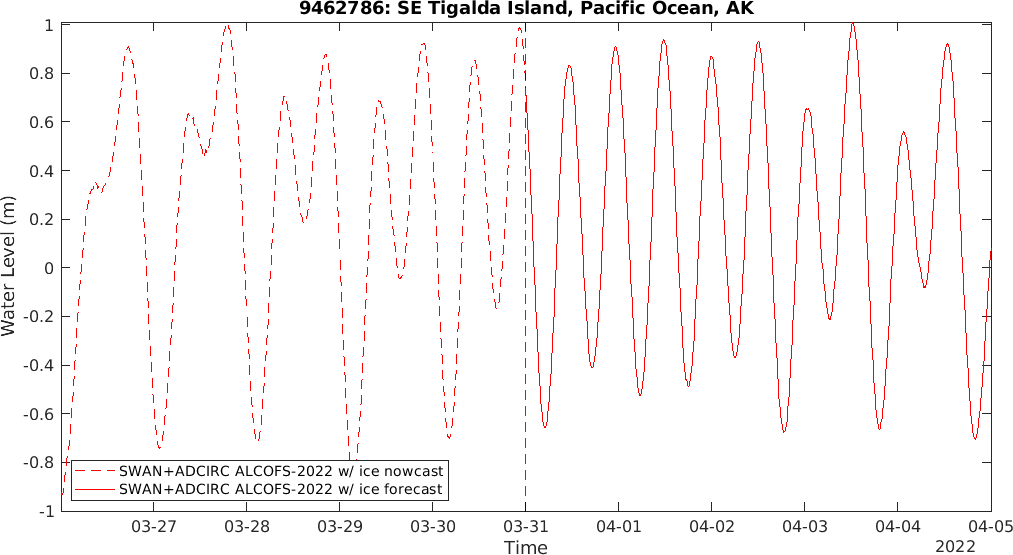 9462786: SE Tigalda Island, Pacific Ocean, AK
Water Level (m)
1
0.8
0.6
0.4
0.2
0
-0.2
-0.4
-0.6
-0.8
-1
SWAN+ADCIRC ALCOFS-2022 w/ ice nowcast
SWAN+ADCIRC ALCOFS-2022 w/ ice forecast
03-27 03-28 03-29 03-30 03-31 04-01 04-02 04-03 04-04 04-05
Time
2022